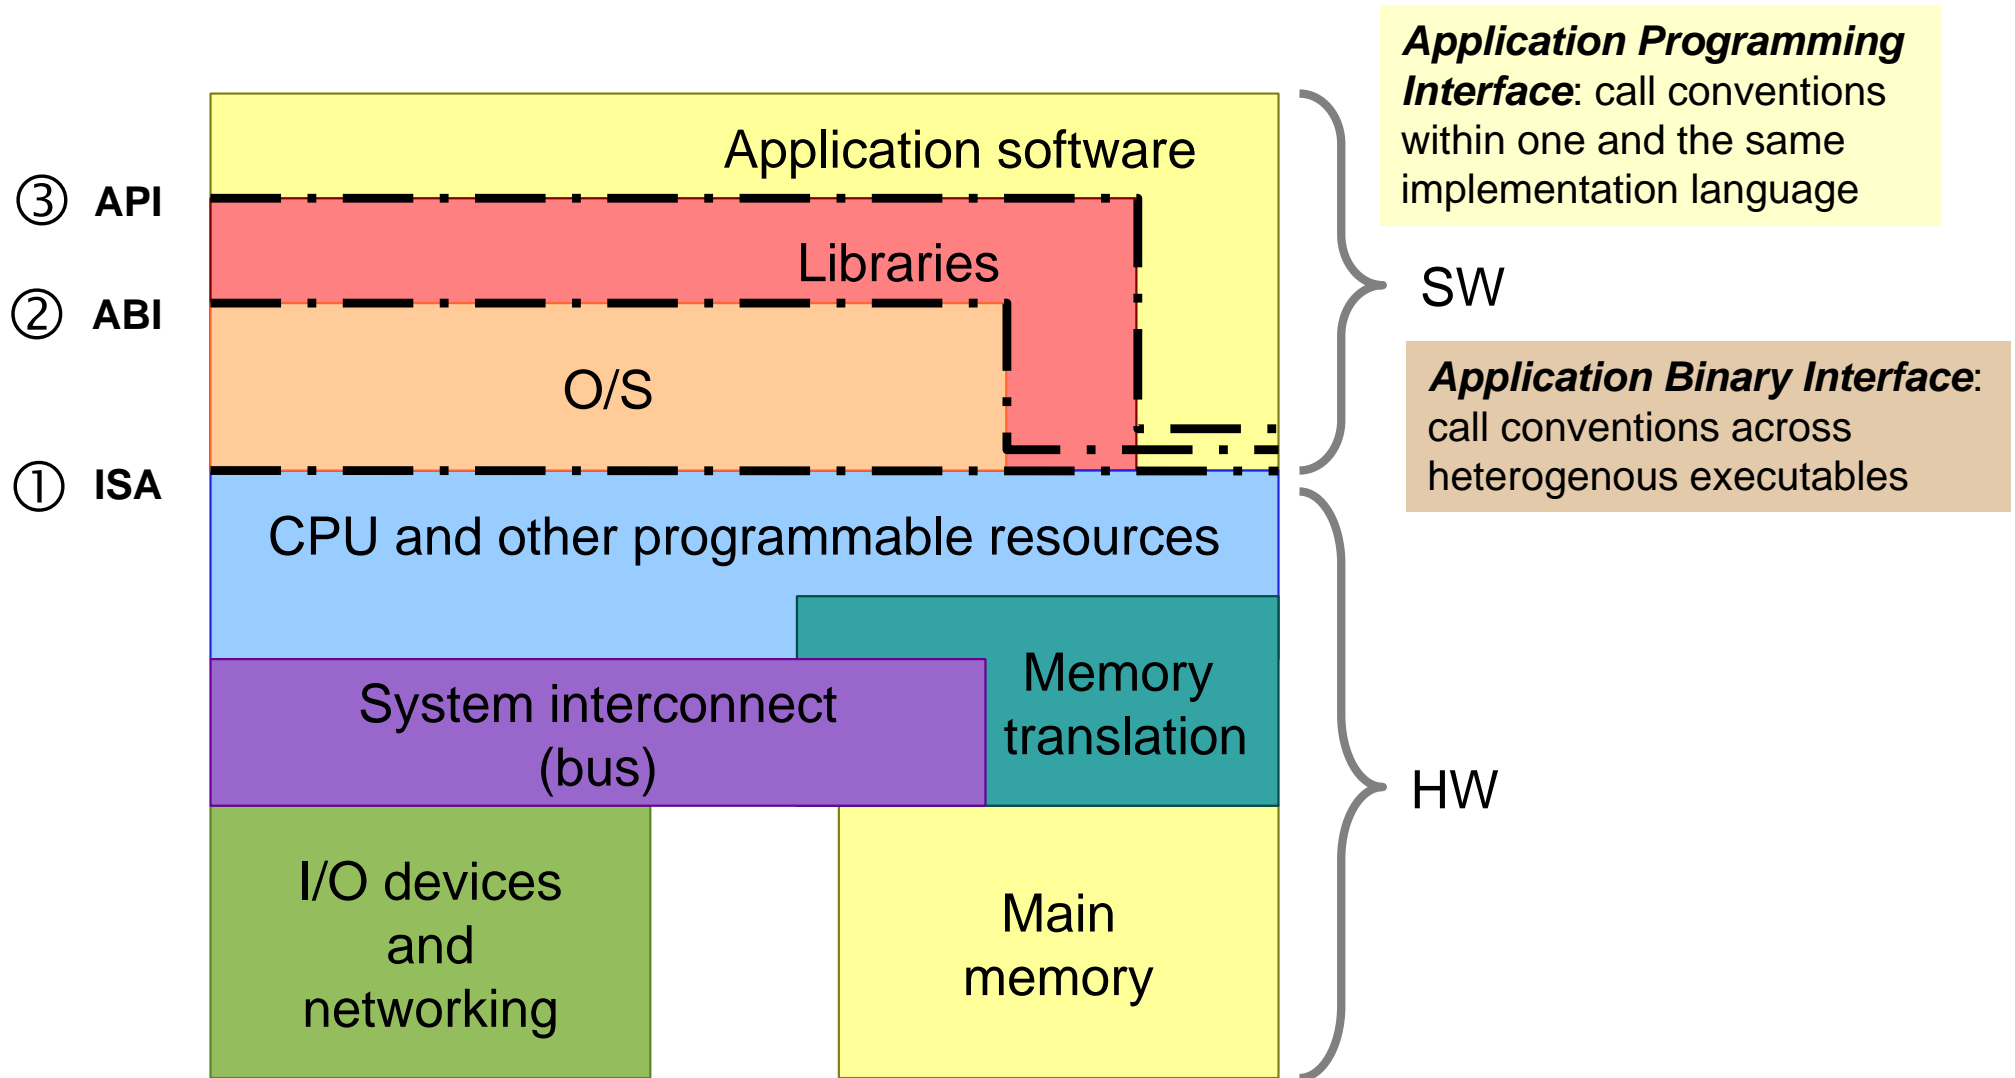 Application Programming
Interface: call conventions
within one and the same
implementation language
Application software
③ API
Libraries
SW
② ABI
O/S
Application Binary Interface:
call conventions across
heterogenous executables
① ISA
CPU and other programmable resources
Memory
translation
System interconnect
(bus)
HW
I/O devices
and
networking
Main
memory